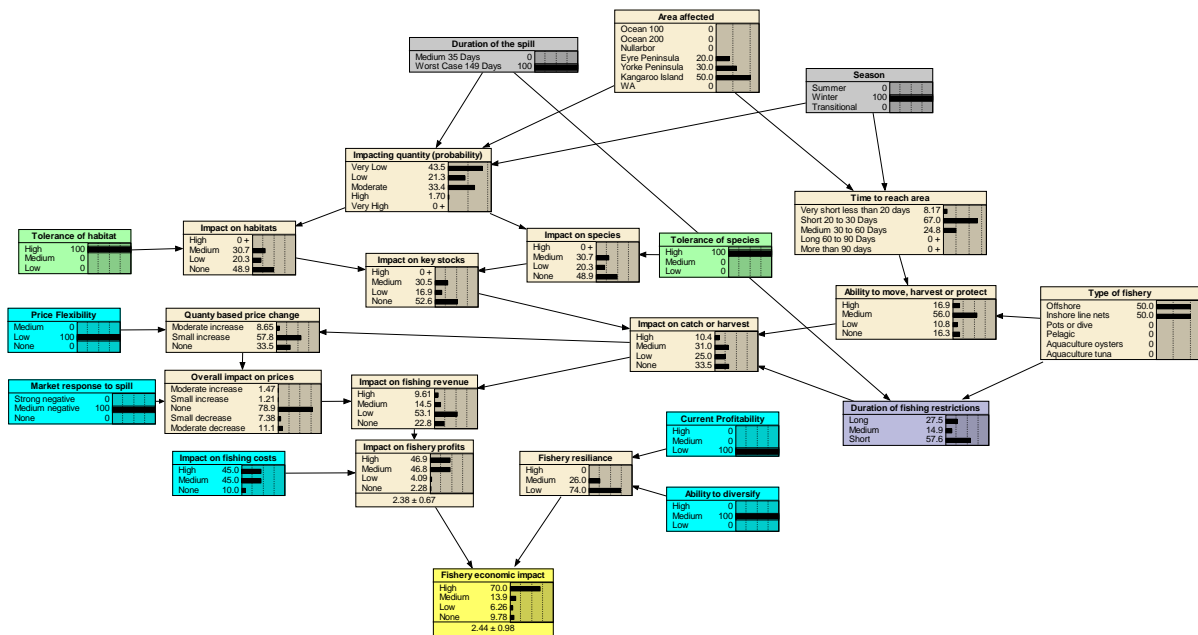 Area affected
Ocean 100 0
Ocean 200 0
Nullarbor 0
Eyre Peninsula 20.0
Yorke Peninsula 30.0
Kangaroo Island 50.0
WA 0
Duration of the spill
Medium 35 Days 0
Worst Case 149 Days 100
Season
Summer 0
Winter 100
Transitional 0
Impacting quantity (probability)
Very Low 43.5
Low 21.3
Moderate 33.4
High 1.70
Very High 0 +
Time to reach area
Very short less than 20 days 8.17
Short 20 to 30 Days 67.0
Medium 30 to 60 Days 24.8
Long 60 to 90 Days 0 +
More than 90 days 0 +
Tolerance of habitat
High 100
Medium 0
Low 0
Impact on habitats
High 0 +
Medium 30.7
Low 20.3
None 48.9
Impact on species
High 0 +
Medium 30.7
Low 20.3
None 48.9
Tolerance of species
High 100
Medium 0
Low 0
Impact on key stocks
High 0 +
Medium 30.5
Low 16.9
None 52.6
Ability to move, harvest or protect
High 16.9
Medium 56.0
Low 10.8
None 16.3
Type of fishery
Offshore 50.0
Inshore line nets 50.0
Pots or dive 0
Pelagic 0
Aquaculture oysters 0
Aquaculture tuna 0
Price Flexibility
Medium 0
Low 100
None 0
Quanty based price change
Moderate increase 8.65
Small increase 57.8
None 33.5
Impact on catch or harvest
High 10.4
Medium 31.0
Low 25.0
None 33.5
Market response to spill
Strong negative 0
Medium negative 100
None 0
Overall impact on prices
Moderate increase 1.47
Small increase 1.21
None 78.9
Small decrease 7.38
Moderate decrease 11.1
Impact on fishing revenue
High 9.61
Medium 14.5
Low 53.1
None 22.8
Current Profitability
High 0
Medium 0
Low 100
Duration of fishing restrictions
Long 27.5
Medium 14.9
Short 57.6
Impact on fishing costs
High 45.0
Medium 45.0
None 10.0
Impact on fishery profits
High 46.9
Medium 46.8
Low 4.09
None 2.28
2.38 ± 0.67
Fishery resiliance
High 0
Medium 26.0
Low 74.0
Ability to diversify
High 0
Medium 100
Low 0
Fishery economic impact
High 70.0
Medium 13.9
Low 6.26
None 9.78
2.44 ± 0.98